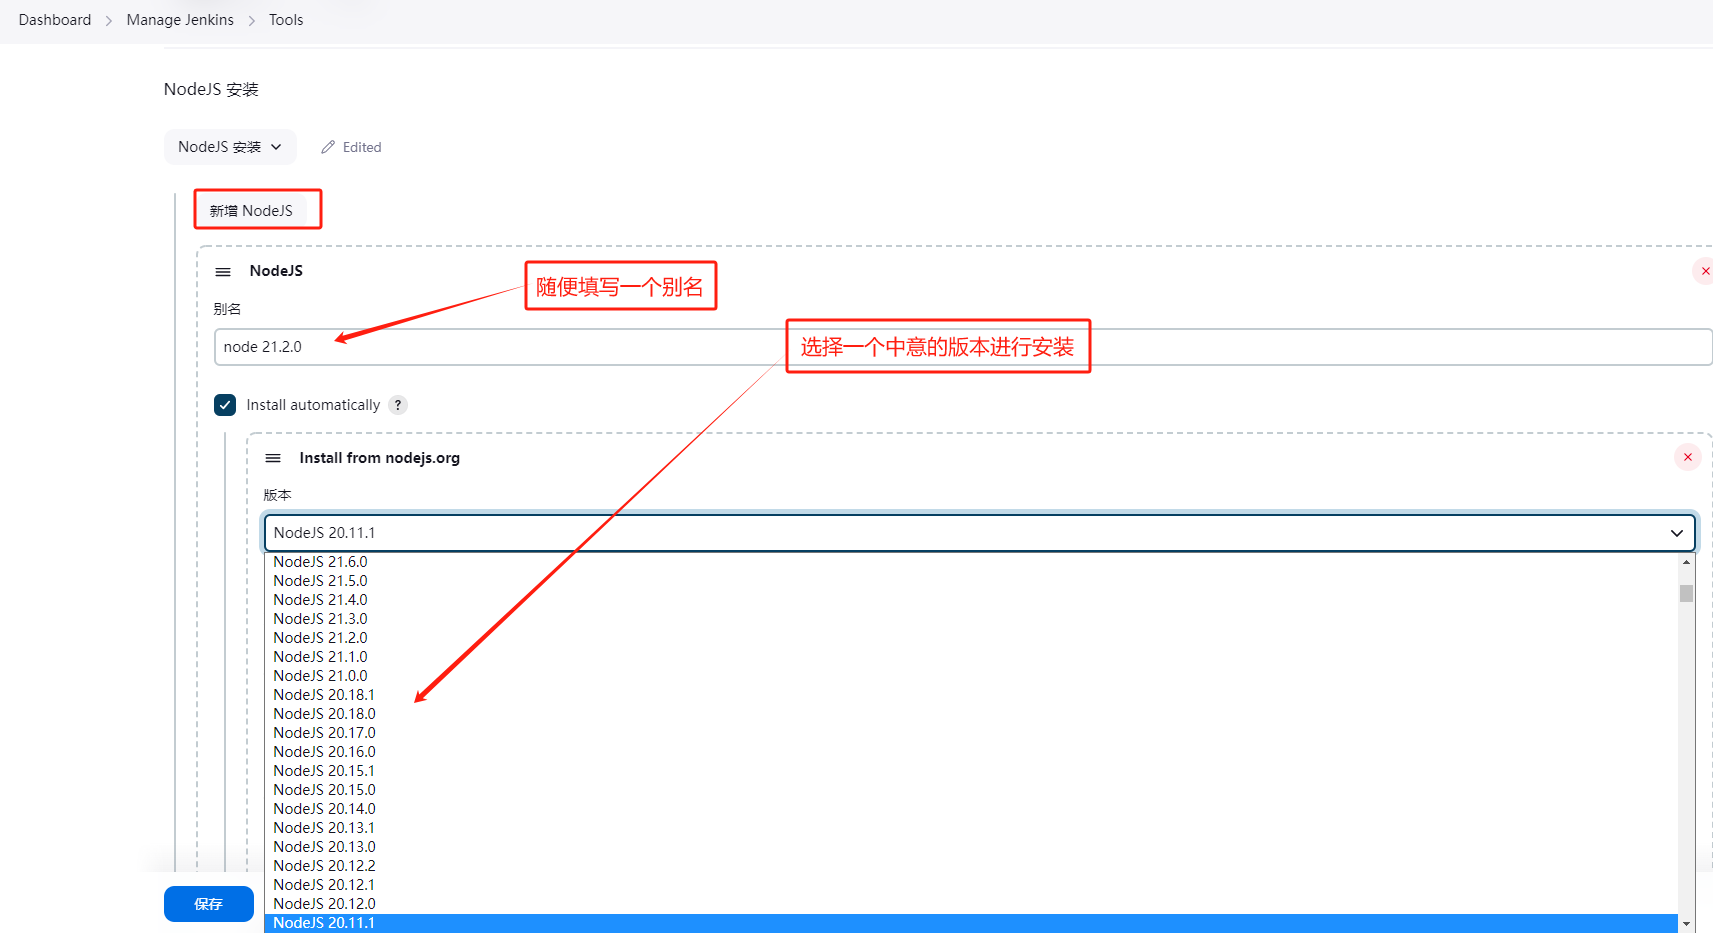 Dashboard > Manage Jenkins > Tools
NodeJS 安装
NodeJS 安装 Edited
新增 NodeJS
NodeJS
随便填写一个别名
别名
node 21.2.0
选择一个中意的版本进行安装
Install automatically ?
Install from nodejs.org
版本
NodeJS 20.11.1
NodeJS 21.6.0
NodeJS 21.5.0
NodeJS 21.4.0
NodeJS 21.3.0
NodeJS 21.2.0
NodeJS 21.1.0
NodeJS 21.0.0
NodeJS 20.18.1
NodeJS 20.18.0
NodeJS 20.17.0
NodeJS 20.16.0
NodeJS 20.15.1
NodeJS 20.15.0
NodeJS 20.14.0
NodeJS 20.13.1
NodeJS 20.13.0
NodeJS 20.12.2
NodeJS 20.12.1
NodeJS 20.12.0
保存
NodeJS 20.11.1